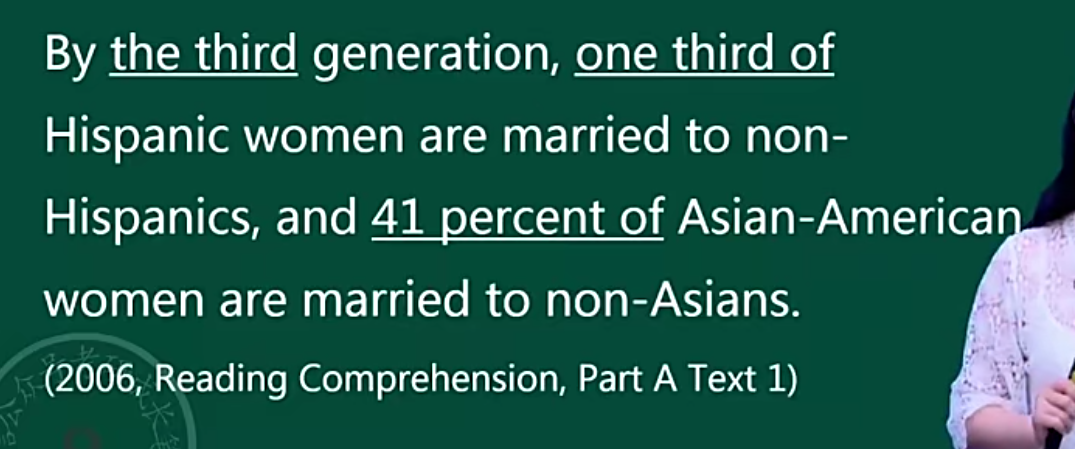 By the third generation, one third of
Hispanic women are married to non-
Hispanics, and 41 percent of Asian-American
women are married to non-Asians.
(2006, Reading Comprehension, Part A Text 1)